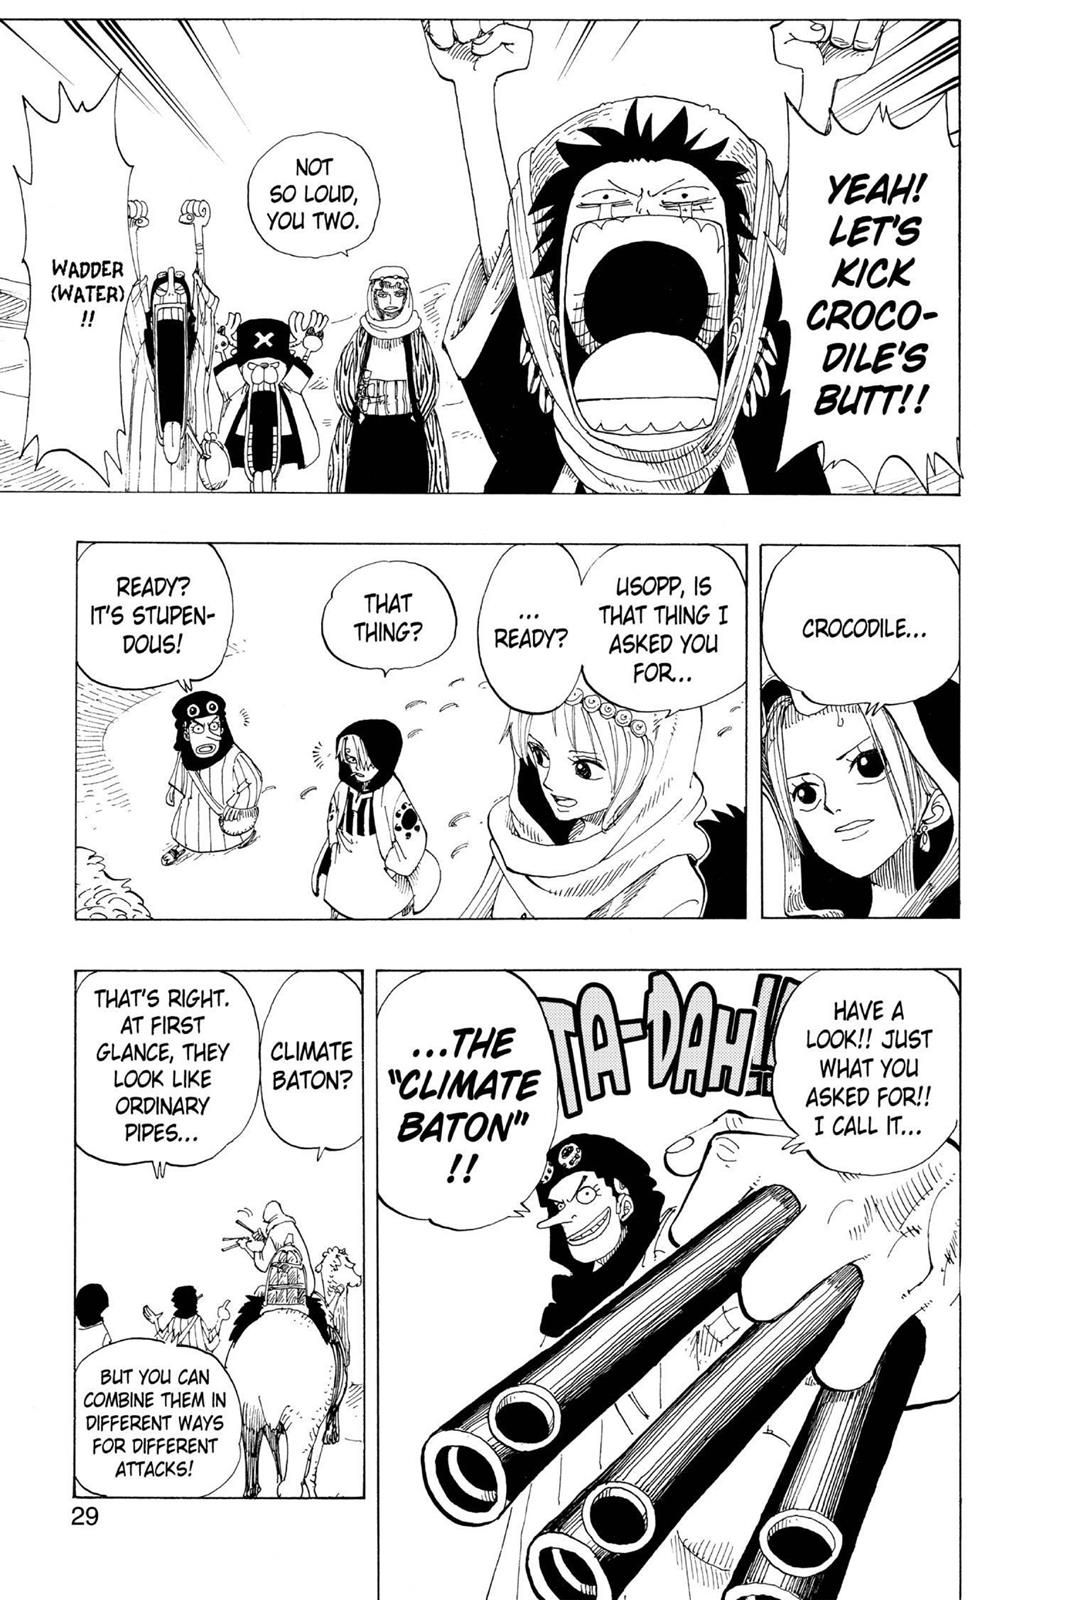 YEAH!
LET'S
KICK
CROCO-
DILE'S
BUTT!!
NOT
SO LOUD,
YOU TWO.
WADDER
(WATER)
!!
CROCODILE...
USOPP, IS
THAT THING I
ASKED YOU
FOR...
...
READY?
THAT
THING?
READY?
IT'S STUPEN-
DOUS!
HAVE A
LOOK!! JUST
WHAT YOU
ASKED FOR!!
I CALL IT...
TA-DAH!!
...THE
"CLIMATE
BATON"
!!
CLIMATE
BATON?
THAT'S RIGHT.
AT FIRST
GLANCE, THEY
LOOK LIKE
ORDINARY
PIPES...
BUT YOU CAN
COMBINE THEM IN
DIFFERENT WAYS
FOR DIFFERENT
ATTACKS!
29